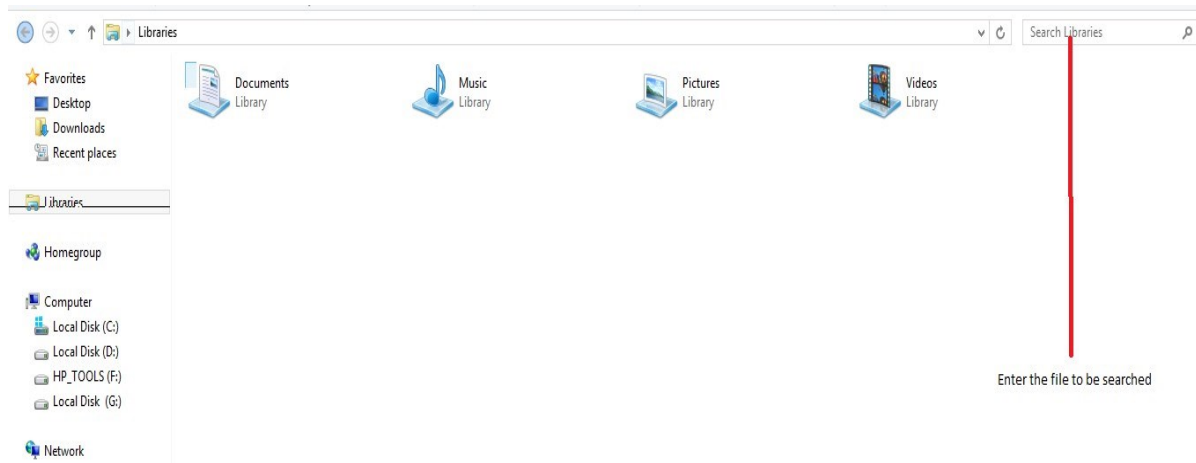 Libraries
Search Libraries
Favorites
Desktop
Downloads
Recent places
Libraries
Homegroup
Computer
Local Disk (C:)
Local Disk (D:)
HP_TOOLS (F:)
Local Disk (G:)
Network
Documents
Library
Music
Library
Pictures
Library
Videos
Library
Enter the file to be searched